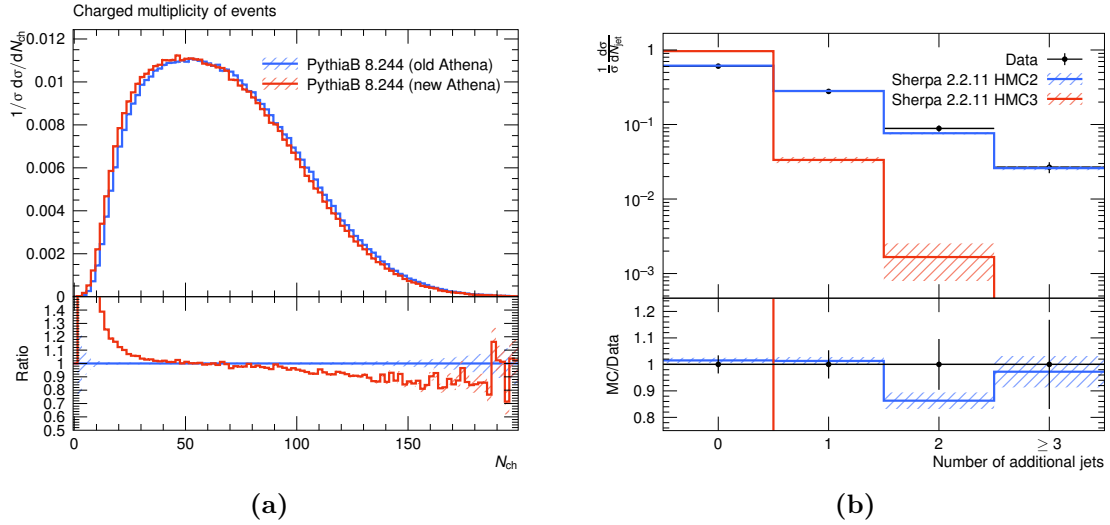 Charged multiplicity of events
1/σ dσ/dN_ch
0.012
0.01
0.008
0.006
0.004
0.002
0
PythiaB 8.244 (old Athena)
PythiaB 8.244 (new Athena)
Ratio
1.4
1.3
1.2
1.1
1
0.9
0.8
0.7
0.6
0.5
0 50 100 150
N_ch
(a)
1/σ dσ/dN_jet
1
10⁻¹
10⁻²
10⁻³
Data
Sherpa 2.2.11 HMC2
Sherpa 2.2.11 HMC3
MC/Data
1.2
1.1
1.0
0.9
0.8
0 1 2 ≥ 3
Number of additional jets
(b)